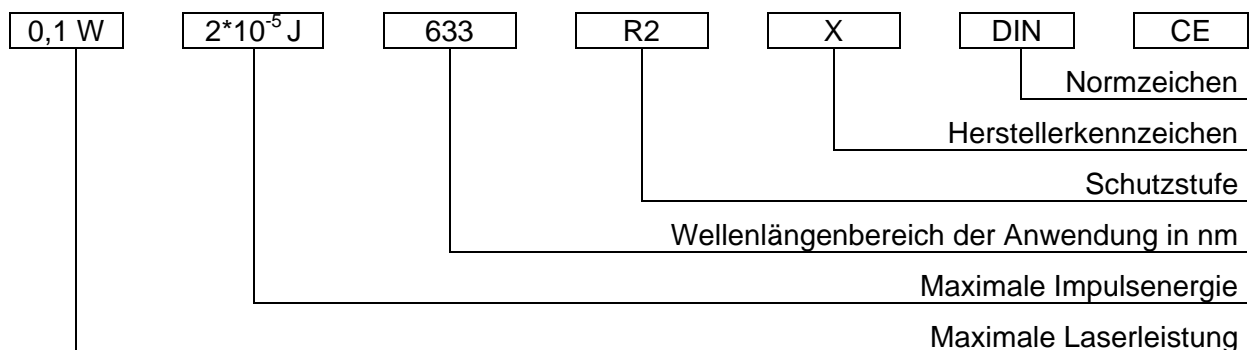 0,1 W 2*10⁻⁵ J 633 R2 X DIN CE
Normzeichen
Herstellerkennzeichen
Schutzstufe
Wellenlängenbereich der Anwendung in nm
Maximale Impulsenergie
Maximale Laserleistung